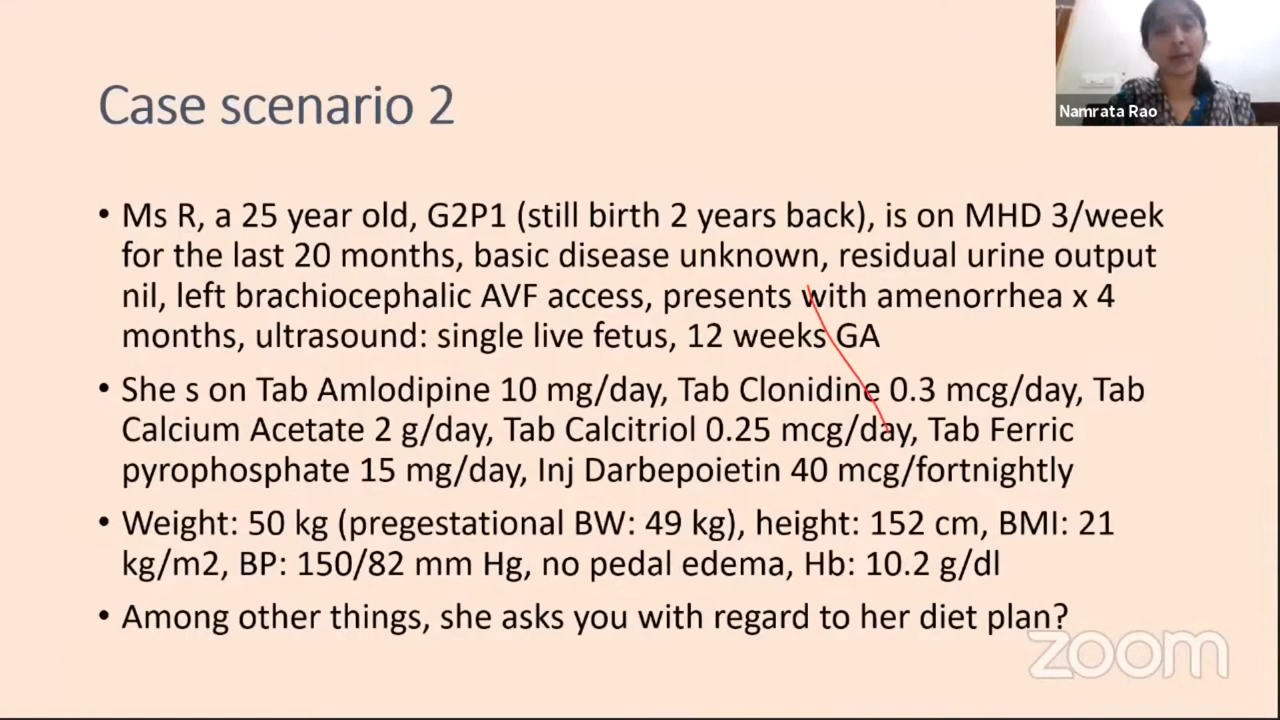 Namrata Rao
Case scenario 2
• Ms R, a 25 year old, G2P1 (still birth 2 years back), is on MHD 3/week
for the last 20 months, basic disease unknown, residual urine output
nil, left brachiocephalic AVF access, presents with amenorrhea x 4
months, ultrasound: single live fetus, 12 weeks GA
• She s on Tab Amlodipine 10 mg/day, Tab Clonidine 0.3 mcg/day, Tab
Calcium Acetate 2 g/day, Tab Calcitriol 0.25 mcg/day, Tab Ferric
pyrophosphate 15 mg/day, Inj Darbepoietin 40 mcg/fortnightly
• Weight: 50 kg (pregestational BW: 49 kg), height: 152 cm, BMI: 21
kg/m2, BP: 150/82 mm Hg, no pedal edema, Hb: 10.2 g/dl
• Among other things, she asks you with regard to her diet plan?
zoom